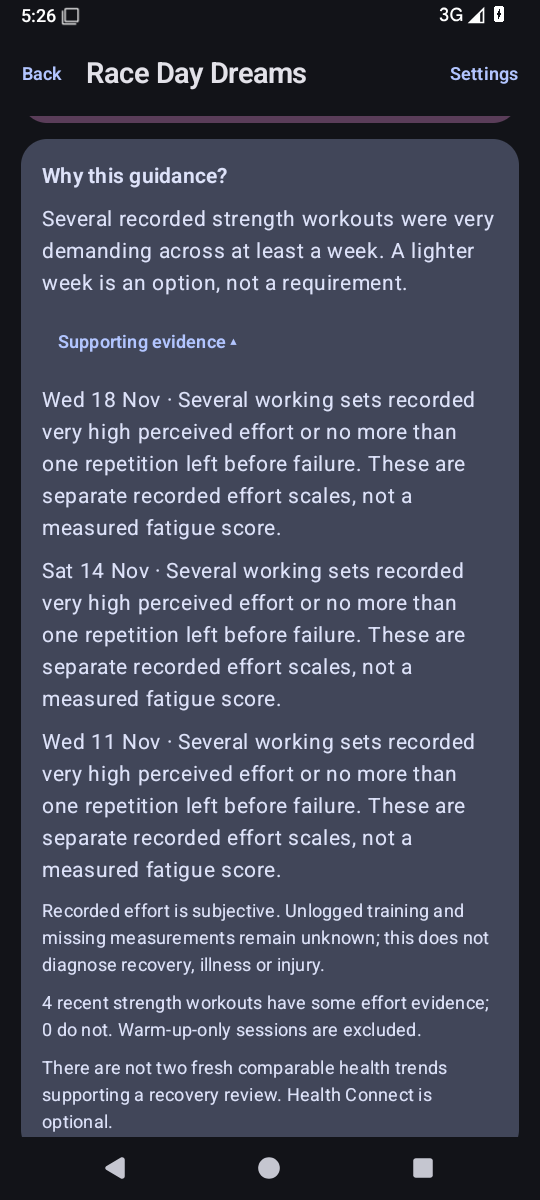 5:26
3G
Back
Race Day Dreams
Settings
Why this guidance?
Several recorded strength workouts were very
demanding across at least a week. A lighter
week is an option, not a requirement.
Supporting evidence ▴
Wed 18 Nov · Several working sets recorded
very high perceived effort or no more than
one repetition left before failure. These are
separate recorded effort scales, not a
measured fatigue score.
Sat 14 Nov · Several working sets recorded
very high perceived effort or no more than
one repetition left before failure. These are
separate recorded effort scales, not a
measured fatigue score.
Wed 11 Nov · Several working sets recorded
very high perceived effort or no more than
one repetition left before failure. These are
separate recorded effort scales, not a
measured fatigue score.
Recorded effort is subjective. Unlogged training and
missing measurements remain unknown; this does not
diagnose recovery, illness or injury.
4 recent strength workouts have some effort evidence;
0 do not. Warm-up-only sessions are excluded.
There are not two fresh comparable health trends
supporting a recovery review. Health Connect is
optional.